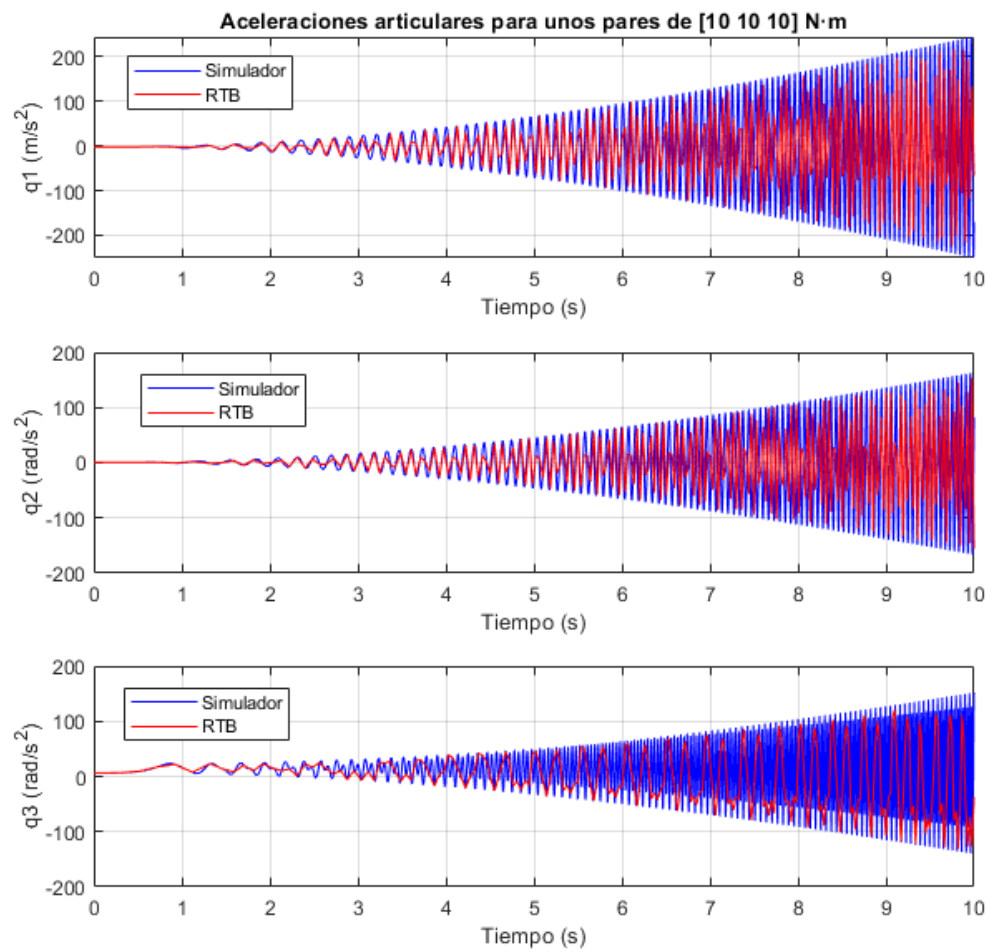 Aceleraciones articulares para unos pares de [10 10 10] N·m
200
100
0
-100
-200
q1 (m/s²)
Simulador
RTB
0 1 2 3 4 5 6 7 8 9 10
Tiempo (s)
200
100
0
-100
-200
q2 (rad/s²)
Simulador
RTB
0 1 2 3 4 5 6 7 8 9 10
Tiempo (s)
200
100
0
-100
-200
q3 (rad/s²)
Simulador
RTB
0 1 2 3 4 5 6 7 8 9 10
Tiempo (s)